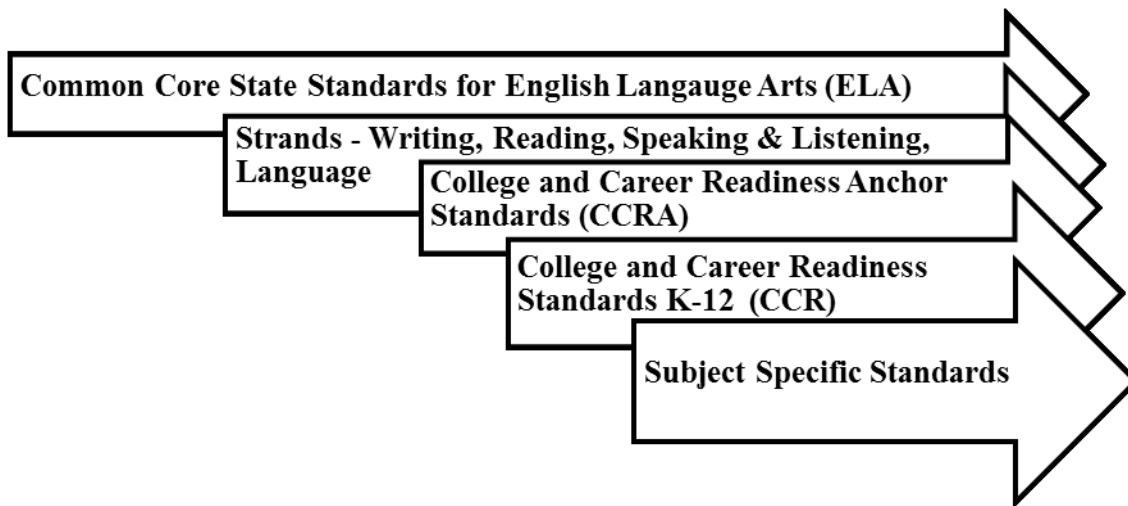 Common Core State Standards for English Langauge Arts (ELA)
Strands - Writing, Reading, Speaking & Listening,
Language
College and Career Readiness Anchor
Standards (CCRA)
College and Career Readiness
Standards K-12 (CCR)
Subject Specific Standards